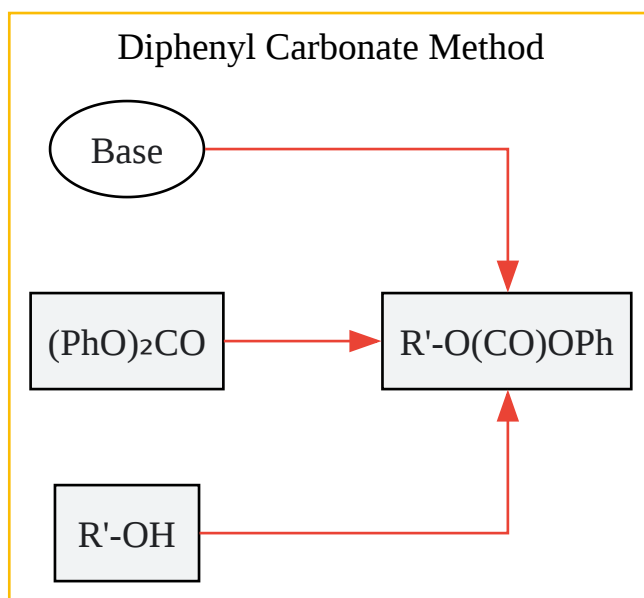 Diphenyl Carbonate Method
Base
(PhO)₂CO
R'-O(CO)OPh
R'-OH